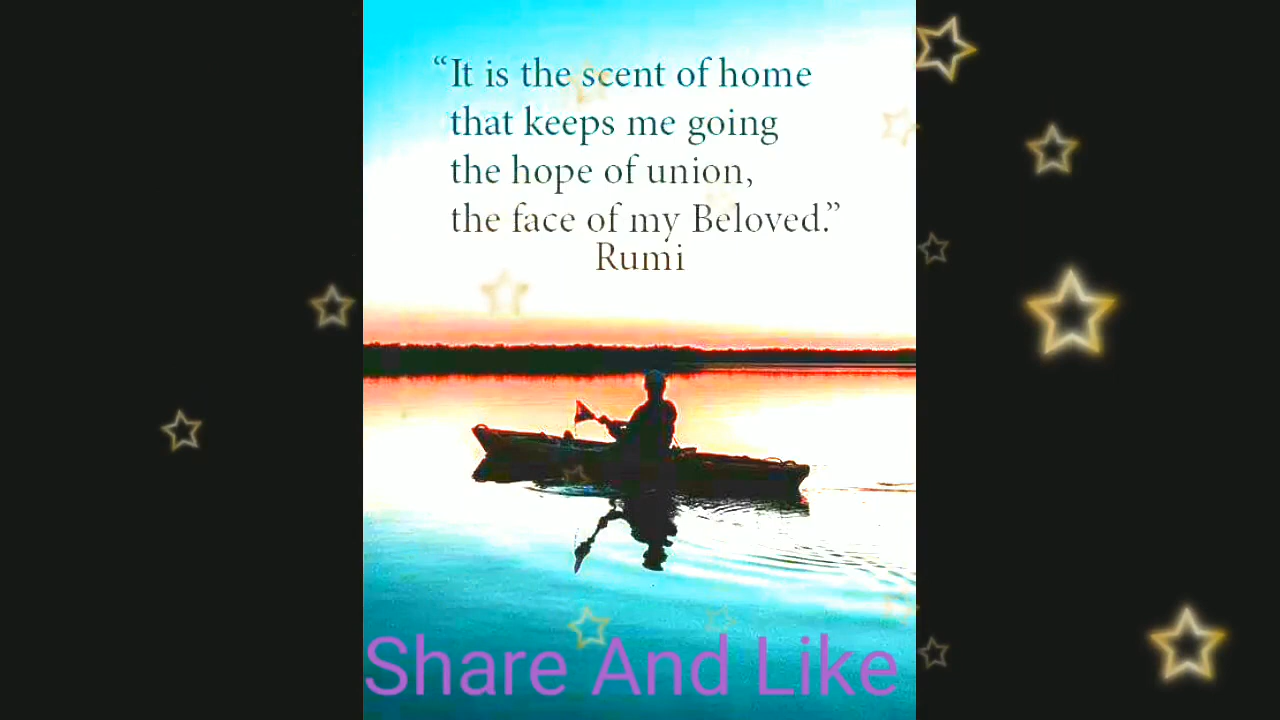 “It is the scent of home
that keeps me going
the hope of union,
the face of my Beloved.”
Rumi
Share And Like